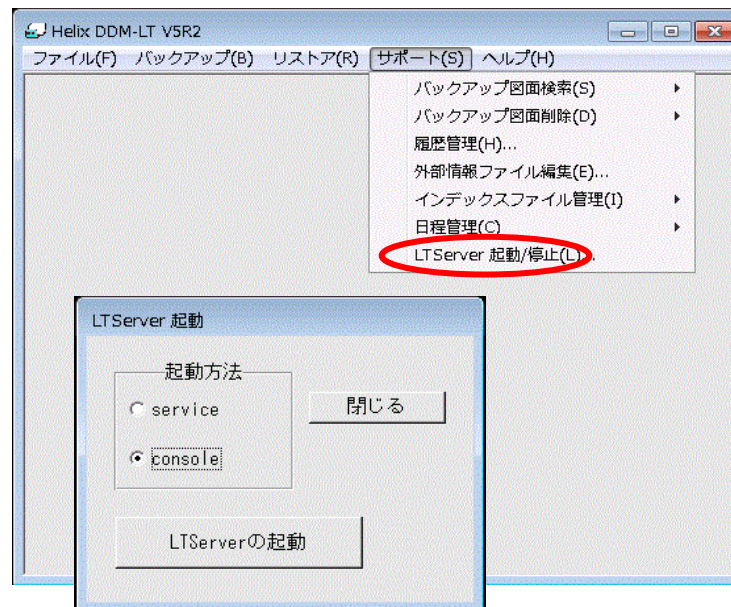 Helix DDM-LT V5R2
ファイル(F) バックアップ(B) リストア(R) サポート(S) ヘルプ(H)
バックアップ図面検索(S)
バックアップ図面削除(D)
履歴管理(H)...
外部情報ファイル編集(E)...
インデックスファイル管理(I)
日程管理(C)
LTServer 起動/停止(L)...
LTServer 起動
起動方法
service
閉じる
console
LTServerの起動